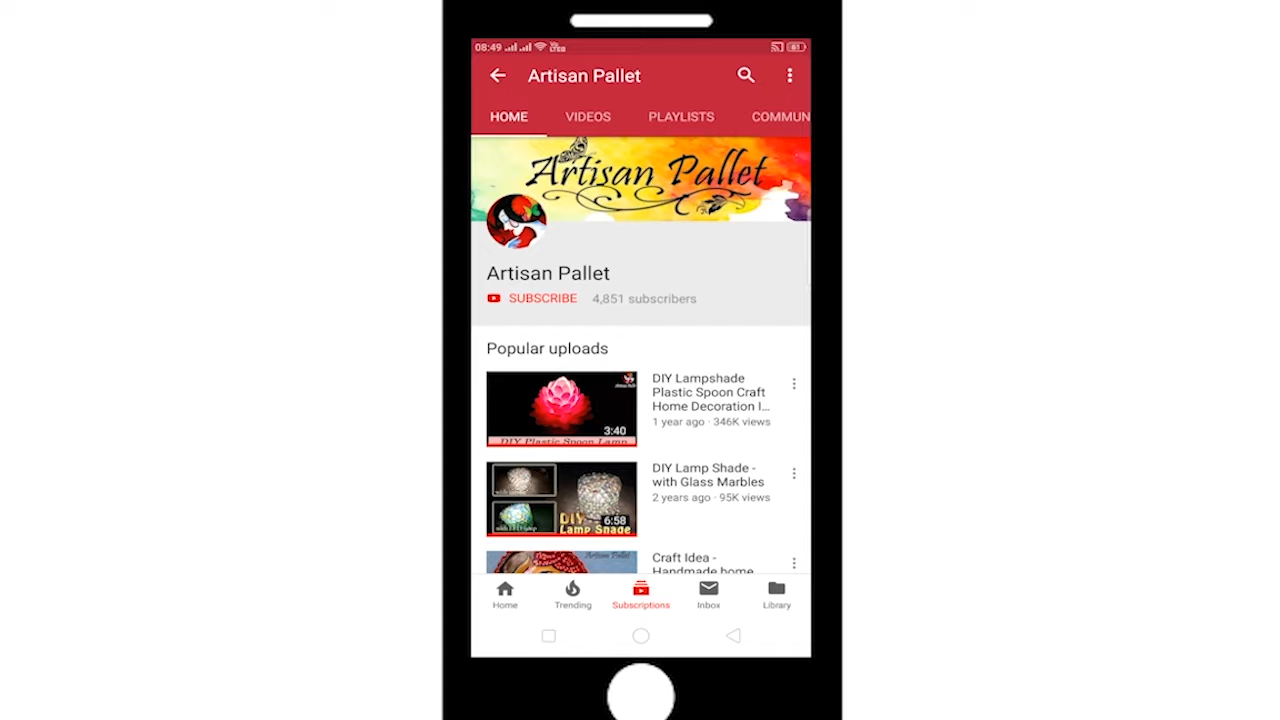 08:49
61
Artisan Pallet
HOME VIDEOS PLAYLISTS COMMUN
Artisan Pallet
Artisan Pallet
SUBSCRIBE 4,851 subscribers
Popular uploads
3:40
DIY Plastic Spoon Lamp
DIY Lampshade
Plastic Spoon Craft
Home Decoration I...
1 year ago · 346K views
6:58
DIY
Lamp Shade
DIY Lamp Shade -
with Glass Marbles
2 years ago · 95K views
Artisan Pallet
Craft Idea -
Handmade home
Home Trending Subscriptions Inbox Library